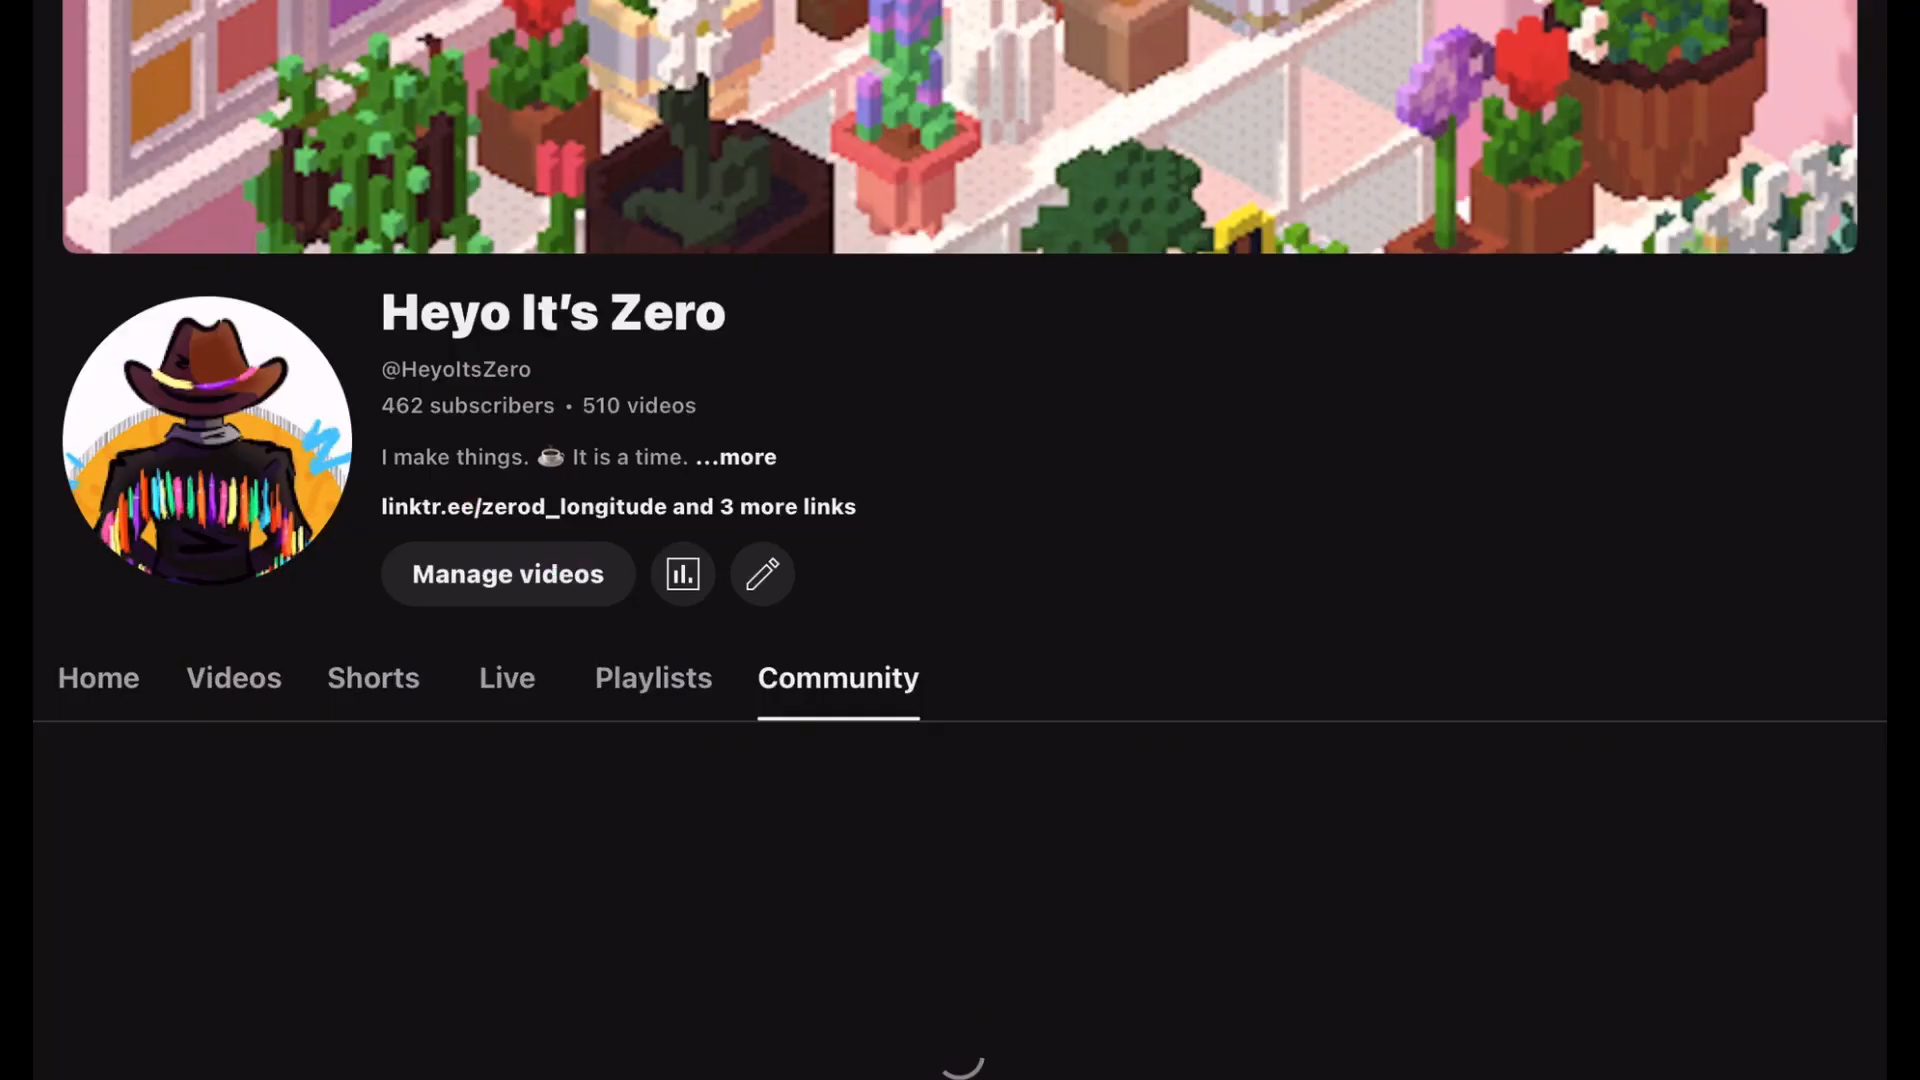 Heyo It’s Zero
@HeyoItsZero
462 subscribers • 510 videos
I make things. ☕ It is a time. ...more
linktr.ee/zerod_longitude and 3 more links
Manage videos
Home Videos Shorts Live Playlists Community